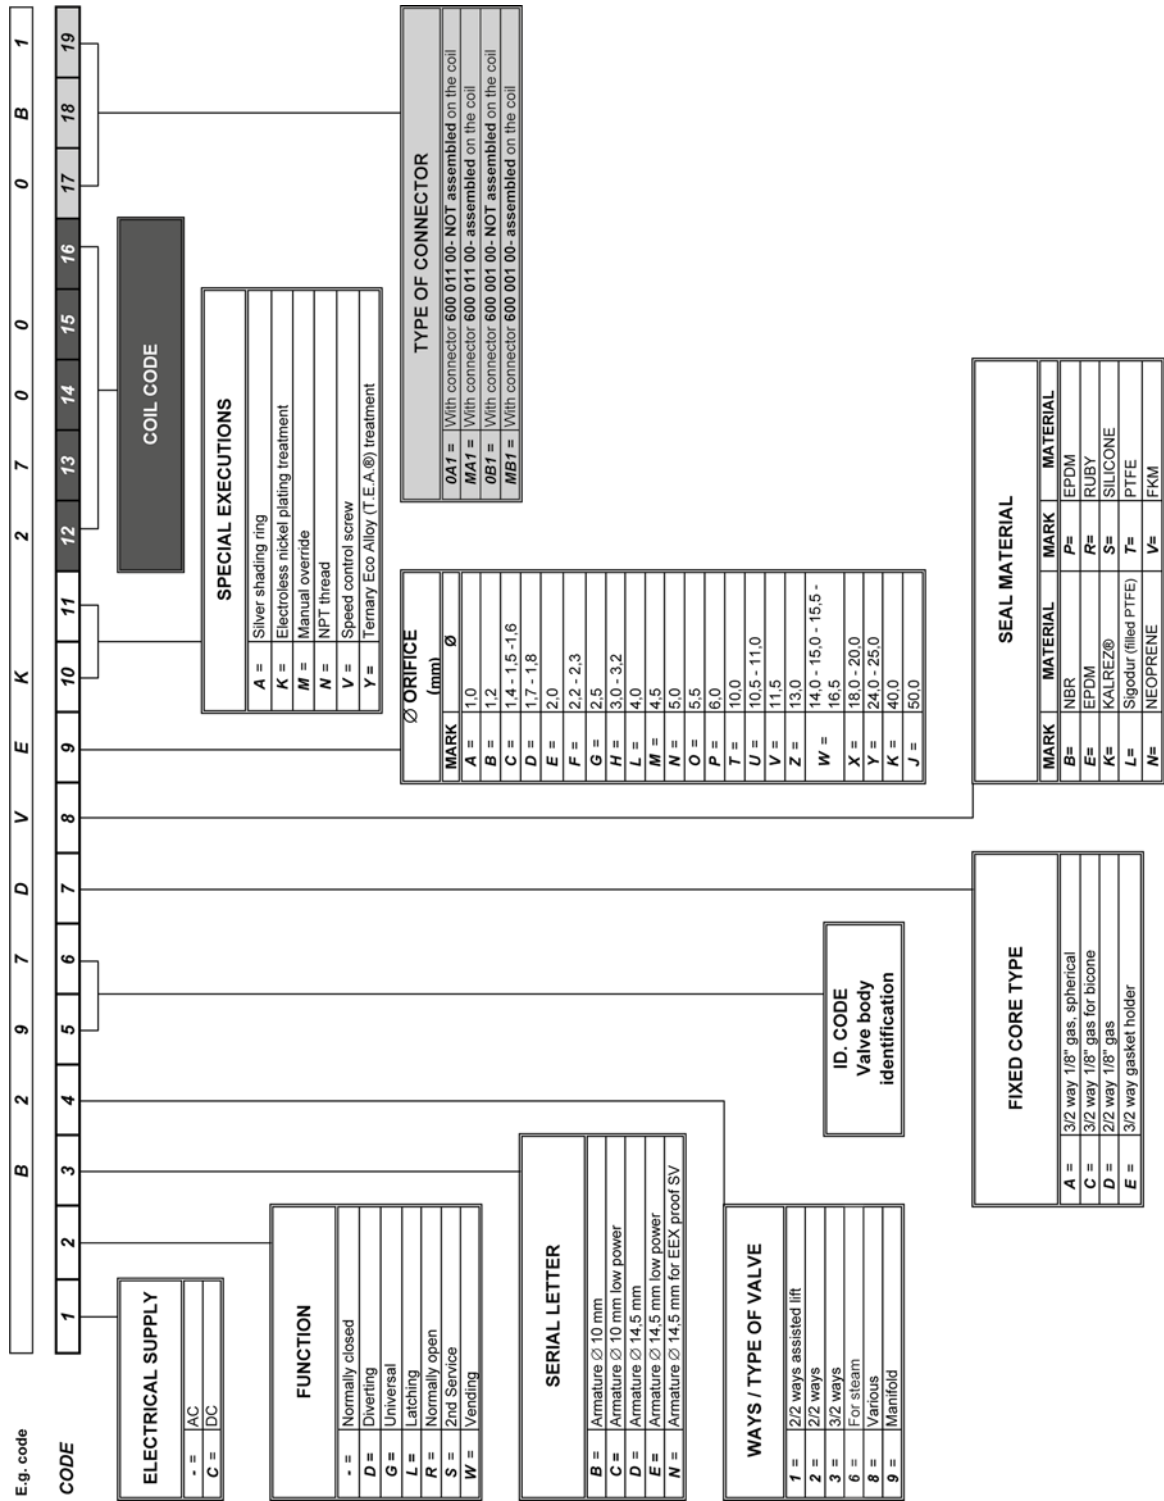 E.g. code B 2 9 7 D V E K 2 7 0 0 0 B 1
CODE 1 2 3 4 5 6 7 8 9 10 11 12 13 14 15 16 17 18 19
ELECTRICAL SUPPLY
- = AC
C = DC
FUNCTION
- = Normally closed
D = Diverting
G = Universal
L = Latching
R = Normally open
S = 2nd Service
W = Vending
SERIAL LETTER
B = Armature Ø 10 mm
C = Armature Ø 10 mm low power
D = Armature Ø 14,5 mm
E = Armature Ø 14,5 mm low power
N = Armature Ø 14,5 mm for EEX proof SV
WAYS / TYPE OF VALVE
1 = 2/2 ways assisted lift
2 = 2/2 ways
3 = 3/2 ways
6 = For steam
8 = Various
9 = Manifold
ID. CODE
Valve body
identification
FIXED CORE TYPE
A = 3/2 way 1/8" gas, spherical
C = 3/2 way 1/8" gas for bicone
D = 2/2 way 1/8" gas
E = 3/2 way gasket holder
SEAL MATERIAL
MARK MATERIAL MARK MATERIAL
B= NBR P= EPDM
E= EPDM R= RUBY
K= KALREZ® S= SILICONE
L= Sigodur (filled PTFE) T= PTFE
N= NEOPRENE V= FKM
Ø ORIFICE
(mm)
MARK Ø
A = 1,0
B = 1,2
C = 1,4 - 1,5 -1,6
D = 1,7 - 1,8
E = 2,0
F = 2,2 - 2,3
G = 2,5
H = 3,0 - 3,2
L = 4,0
M = 4,5
N = 5,0
O = 5,5
P = 6,0
T = 10,0
U = 10,5 - 11,0
V = 11,5
Z = 13,0
W = 14,0 - 15,0 - 15,5 -
16,5
X = 18,0 - 20,0
Y = 24,0 - 25,0
K = 40,0
J = 50,0
SPECIAL EXECUTIONS
A = Silver shading ring
K = Electroless nickel plating treatment
M = Manual override
N = NPT thread
V = Speed control screw
Y = Ternary Eco Alloy (T.E.A.®) treatment
COIL CODE
TYPE OF CONNECTOR
0A1 = With connector 600 011 00- NOT assembled on the coil
MA1 = With connector 600 011 00- assembled on the coil
0B1 = With connector 600 001 00- NOT assembled on the coil
MB1 = With connector 600 001 00- assembled on the coil